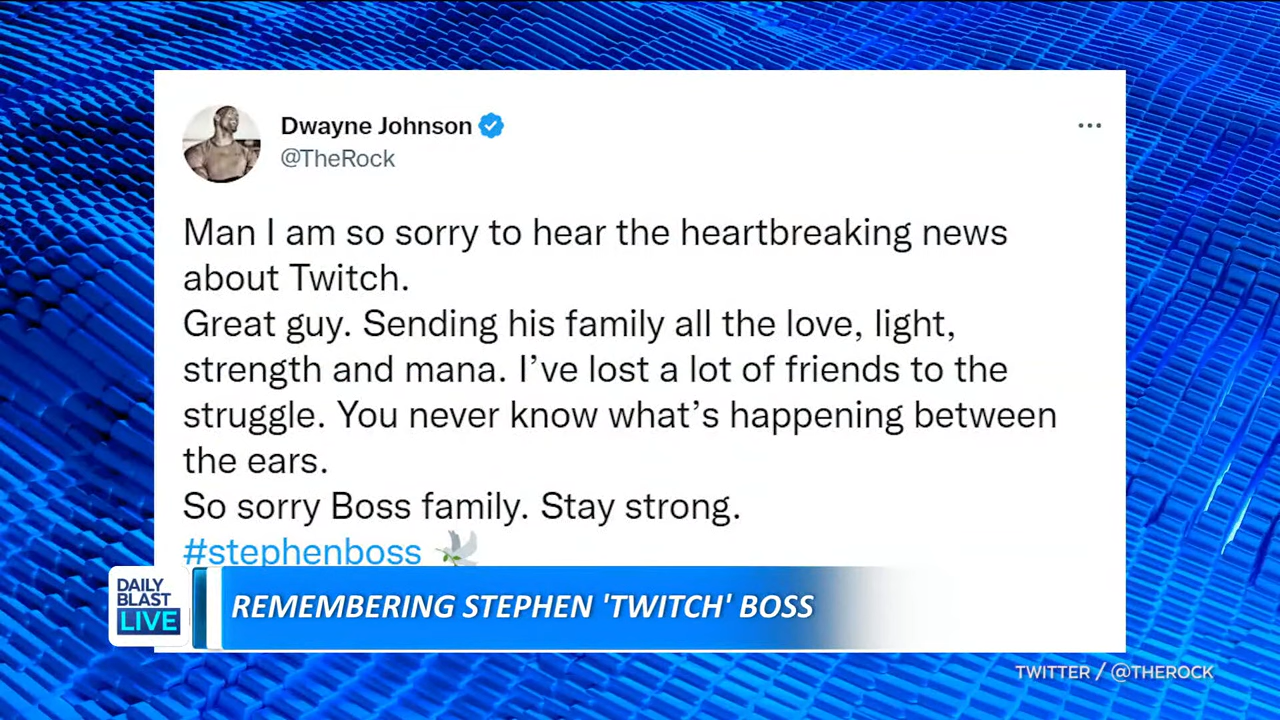 Dwayne Johnson
@TheRock
Man I am so sorry to hear the heartbreaking news
about Twitch.
Great guy. Sending his family all the love, light,
strength and mana. I’ve lost a lot of friends to the
struggle. You never know what’s happening between
the ears.
So sorry Boss family. Stay strong.
#stephenboss 🕊
DAILY
BLAST
LIVE
REMEMBERING STEPHEN 'TWITCH' BOSS
TWITTER / @THEROCK